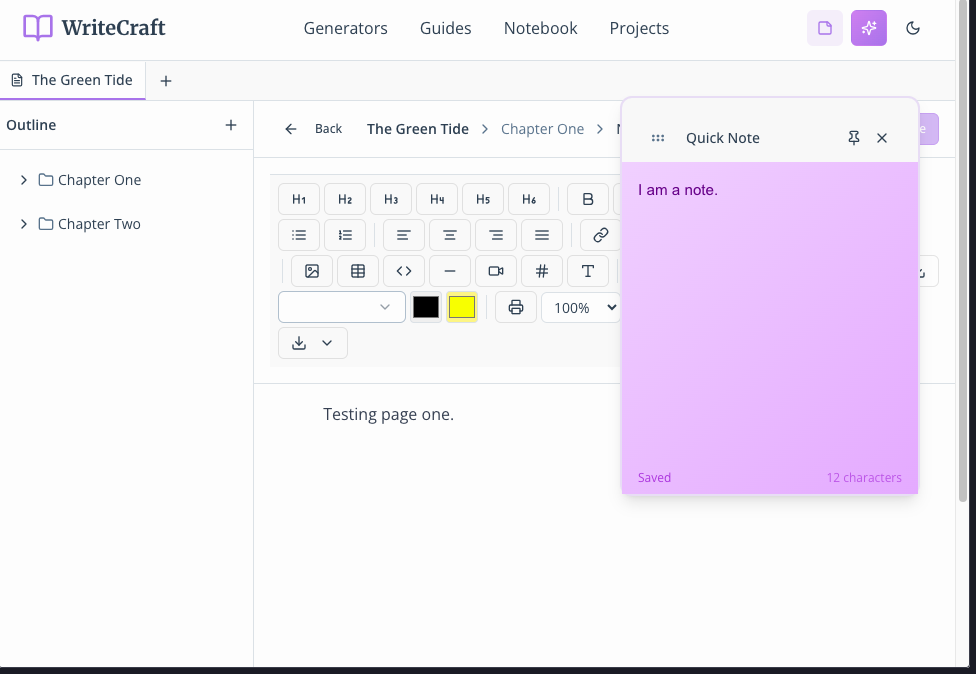 WriteCraft
Generators Guides Notebook Projects
The Green Tide
Outline
Back The Green Tide Chapter One
Quick Note
Chapter One
Chapter Two
H1 H2 H3 H4 H5 H6 B
T
100%
I am a note.
Testing page one.
Saved 12 characters